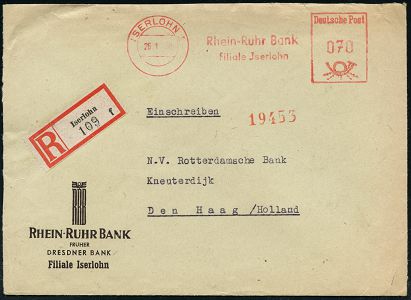 ISERLOHN
Rhein-Ruhr Bank
Filiale Jserlohn
Deutsche Post
070
Einschreiben
19453
R
Iserlohn
109 f
N.V. Rotterdamsche Bank
Kneuterdijk
Den Haag /Holland
RHEIN-RUHR BANK
FRÜHER
DRESDNER BANK
Filiale Iserlohn